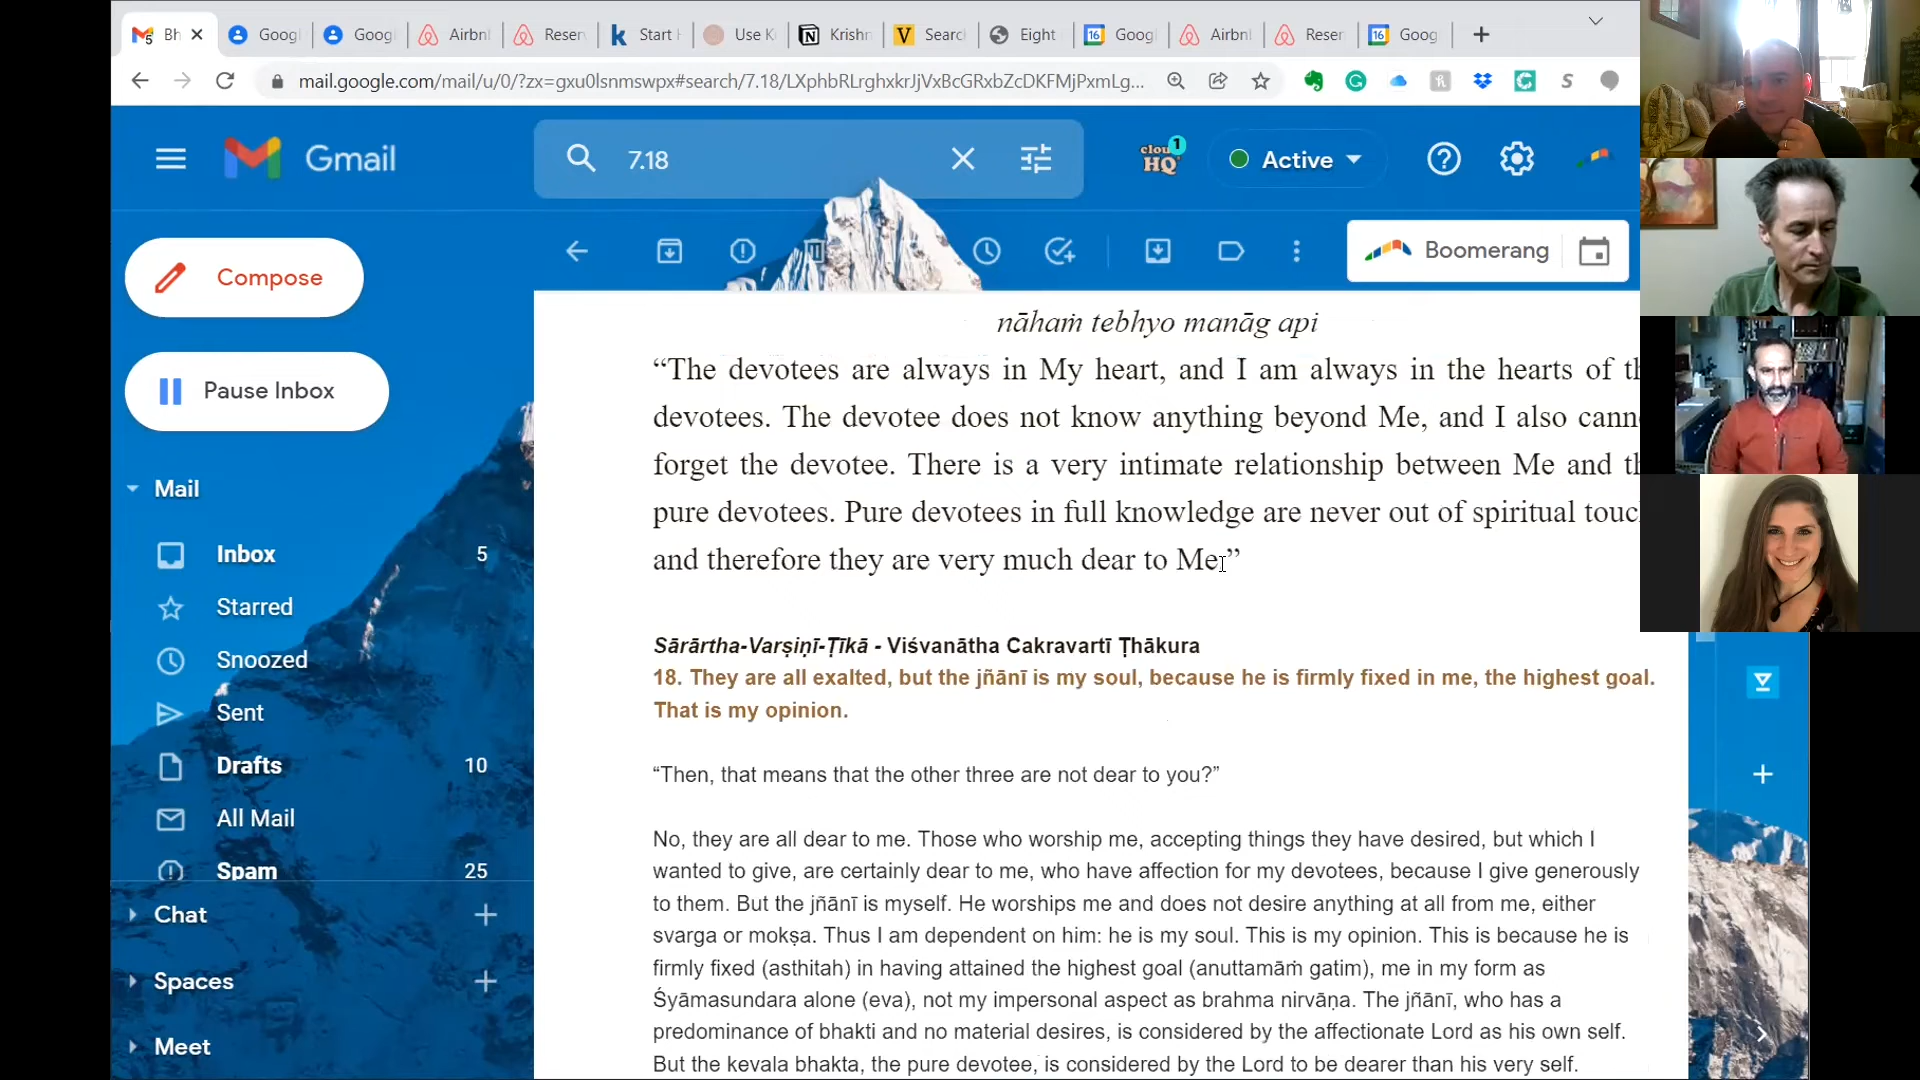 Bh
Googl
Googl
Airbnl
Reser
Start
Use K
Krishn
Searc
Eight
Googl
Airbnl
Reser
Goog
mail.google.com/mail/u/0/?zx=gxu0lsnmswpx#search/7.18/LXphbRLrghxkrJjVxBcGRxbZcDKFMjPxmLg...
Gmail
7.18
cloud HQ 1
Active
Boomerang
Compose
Pause Inbox
Mail
Inbox 5
Starred
Snoozed
Sent
Drafts 10
All Mail
Spam 25
Chat
Spaces
Meet
nāhaṁ tebhyo manāg api
“The devotees are always in My heart, and I am always in the hearts of th
devotees. The devotee does not know anything beyond Me, and I also cann
forget the devotee. There is a very intimate relationship between Me and th
pure devotees. Pure devotees in full knowledge are never out of spiritual touc
and therefore they are very much dear to Me.”
Sārārtha-Varṣiṇī-Ṭīkā - Viśvanātha Cakravartī Ṭhākura
18. They are all exalted, but the jñānī is my soul, because he is firmly fixed in me, the highest goal.
That is my opinion.
“Then, that means that the other three are not dear to you?”
No, they are all dear to me. Those who worship me, accepting things they have desired, but which I
wanted to give, are certainly dear to me, who have affection for my devotees, because I give generously
to them. But the jñānī is myself. He worships me and does not desire anything at all from me, either
svarga or mokṣa. Thus I am dependent on him: he is my soul. This is my opinion. This is because he is
firmly fixed (asthitah) in having attained the highest goal (anuttamāṁ gatim), me in my form as
Śyāmasundara alone (eva), not my impersonal aspect as brahma nirvāṇa. The jñānī, who has a
predominance of bhakti and no material desires, is considered by the affectionate Lord as his own self.
But the kevala bhakta, the pure devotee, is considered by the Lord to be dearer than his very self.